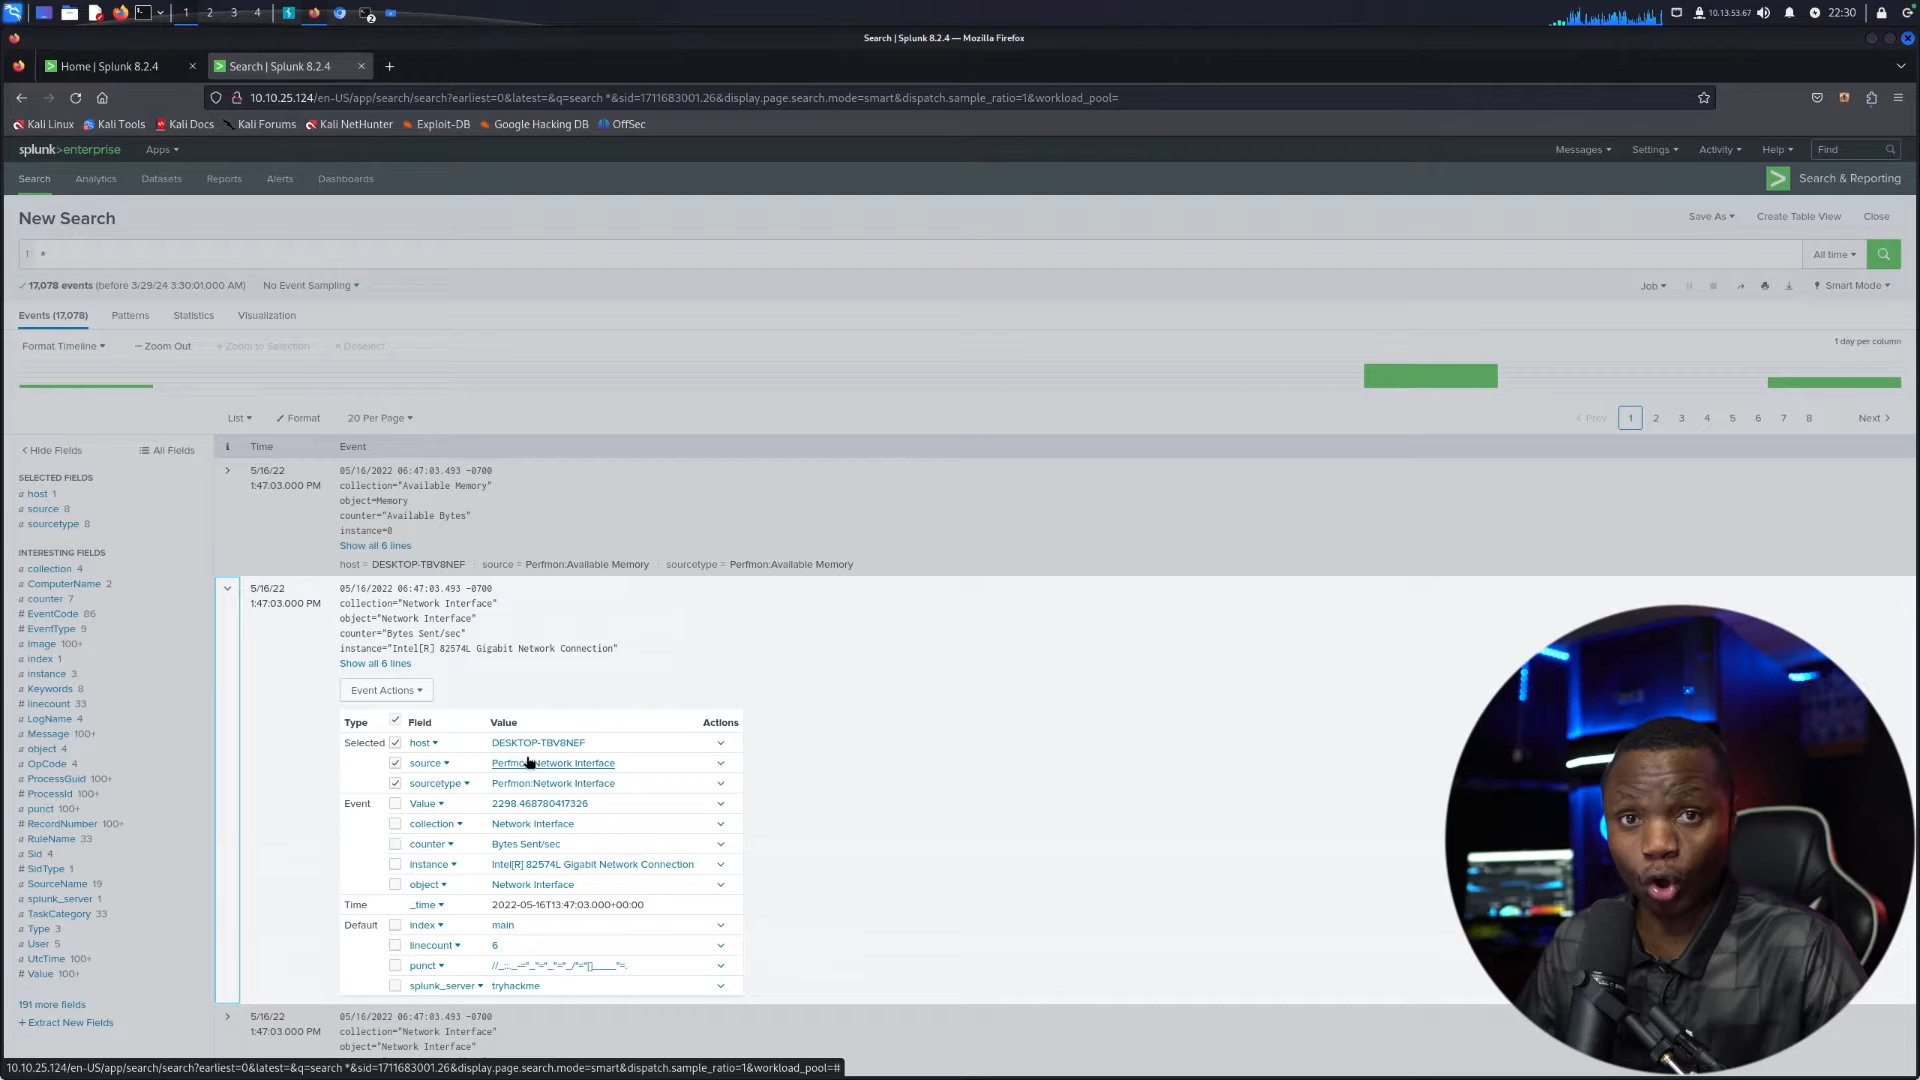 1 2 3 4 2 10.13.53.67 22:30
Search | Splunk 8.2.4 — Mozilla Firefox
Home | Splunk 8.2.4 × Search | Splunk 8.2.4 × +
10.10.25.124/en-US/app/search/search?earliest=0&latest=&q=search *&sid=1711683001.26&display.page.search.mode=smart&dispatch.sample_ratio=1&workload_pool=
Kali Linux Kali Tools Kali Docs Kali Forums Kali NetHunter Exploit-DB Google Hacking DB OffSec
splunk>enterprise Apps Messages Settings Activity Help Find
Search Analytics Datasets Reports Alerts Dashboards Search & Reporting
New Search Save As Create Table View Close
1 * All time
✓ 17,078 events (before 3/29/24 3:30:01.000 AM) No Event Sampling Job Smart Mode
Events (17,078) Patterns Statistics Visualization
Format Timeline — Zoom Out + Zoom to Selection × Deselect 1 day per column
List Format 20 Per Page < Prev 1 2 3 4 5 6 7 8 Next >
< Hide Fields All Fields i Time Event
SELECTED FIELDS
a host 1
a source 8
a sourcetype 8
INTERESTING FIELDS
a collection 4
a ComputerName 2
a counter 7
# EventCode 86
# EventType 9
a Image 100+
a index 1
a instance 3
a Keywords 8
# linecount 33
a LogName 4
a Message 100+
a object 4
a OpCode 4
a ProcessGuid 100+
# ProcessId 100+
a punct 100+
# RecordNumber 100+
a RuleName 33
a Sid 4
# SidType 1
a SourceName 19
a splunk_server 1
a TaskCategory 33
a Type 3
a User 5
a UtcTime 100+
# Value 100+
191 more fields
+ Extract New Fields
> 5/16/22 05/16/2022 06:47:03.493 -0700
1:47:03.000 PM collection="Available Memory"
object=Memory
counter="Available Bytes"
instance=0
Show all 6 lines
host = DESKTOP-TBV8NEF source = Perfmon:Available Memory sourcetype = Perfmon:Available Memory
5/16/22 05/16/2022 06:47:03.493 -0700
1:47:03.000 PM collection="Network Interface"
object="Network Interface"
counter="Bytes Sent/sec"
instance="Intel[R] 82574L Gigabit Network Connection"
Show all 6 lines
Event Actions
Type ✓ Field Value Actions
Selected ✓ host DESKTOP-TBV8NEF
✓ source Perfmon:Network Interface
✓ sourcetype Perfmon:Network Interface
Event Value 2298.468780417326
collection Network Interface
counter Bytes Sent/sec
instance Intel[R] 82574L Gigabit Network Connection
object Network Interface
Time _time 2022-05-16T13:47:03.000+00:00
Default index main
linecount 6
punct
splunk_server tryhackme
> 5/16/22 05/16/2022 06:47:03.493 -0700
1:47:03.000 PM collection="Network Interface"
object="Network Interface"
10.10.25.124/en-US/app/search/search?earliest=0&latest=&q=search *&sid=1711683001.26&display.page.search.mode=smart&dispatch.sample_ratio=1&workload_pool=#